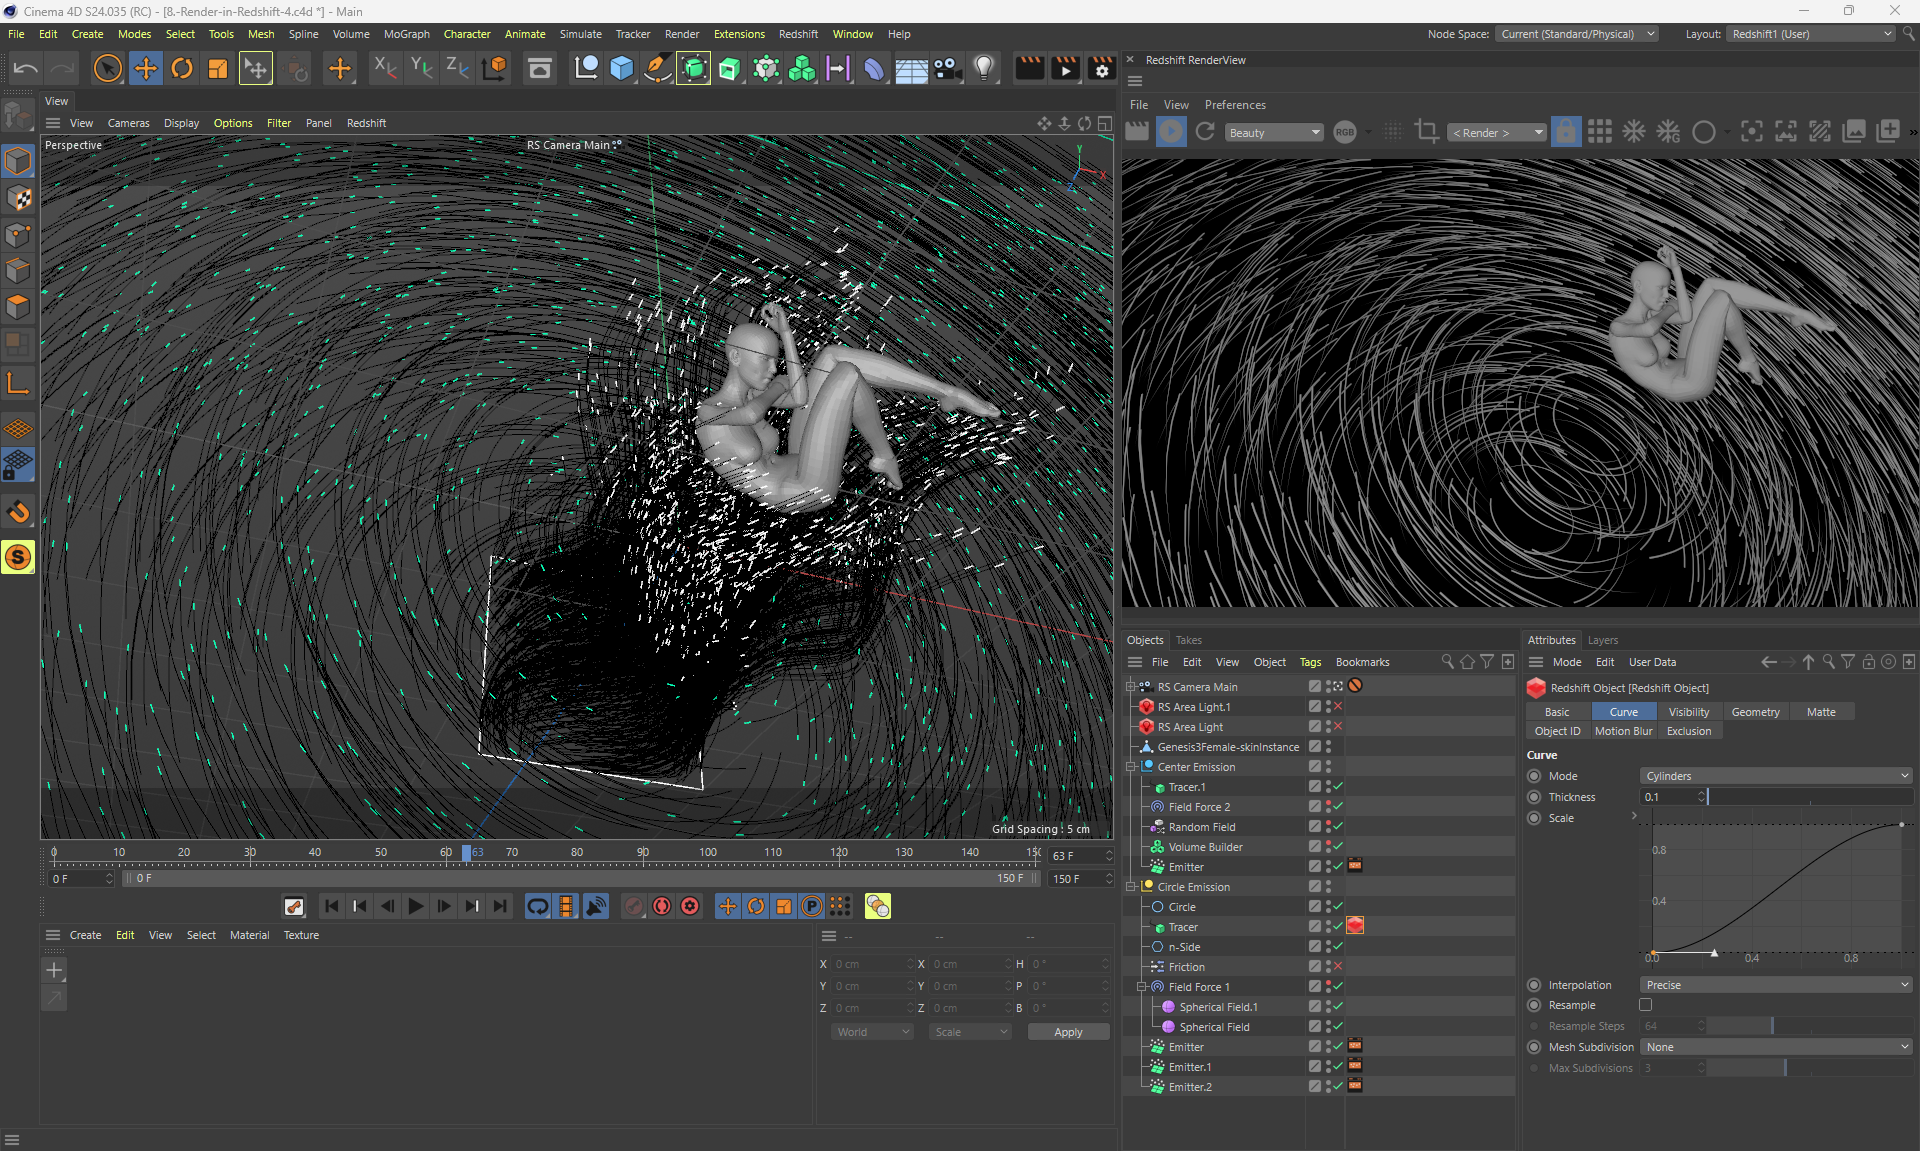 Cinema 4D S24.035 (RC) - [8.-Render-in-Redshift-4.c4d *] - Main
File Edit Create Modes Select Tools Mesh Spline Volume MoGraph Character Animate Simulate Tracker Render Extensions Redshift Window Help
Node Space: Current (Standard/Physical) Layout: Redshift1 (User)
X Y Z
View
View Cameras Display Options Filter Panel Redshift
Perspective
RS Camera Main
Y X Z
Grid Spacing : 5 cm
Redshift RenderView
File View Preferences
Beauty RGB < Render >
0 10 20 30 40 50 60 63 70 80 90 100 110 120 130 140 63 F
0 F 0 F 150 F 150 F
Create Edit View Select Material Texture
-- -- --
X 0 cm X 0 cm H 0 °
Y 0 cm Y 0 cm P 0 °
Z 0 cm Z 0 cm B 0 °
World Scale Apply
Objects Takes
File Edit View Object Tags Bookmarks
RS Camera Main
RS Area Light.1
RS Area Light
Genesis3Female-skinInstance
Center Emission
Tracer.1
Field Force 2
Random Field
Volume Builder
Emitter
Circle Emission
Circle
Tracer
n-Side
Friction
Field Force 1
Spherical Field.1
Spherical Field
Emitter
Emitter.1
Emitter.2
Attributes Layers
Mode Edit User Data
Redshift Object [Redshift Object]
Basic Curve Visibility Geometry Matte
Object ID Motion Blur Exclusion
Curve
Mode Cylinders
Thickness 0.1
Scale
0.8
0.4
0.0 0.4 0.8
Interpolation Precise
Resample
Resample Steps 64
Mesh Subdivision None
Max Subdivisions 3